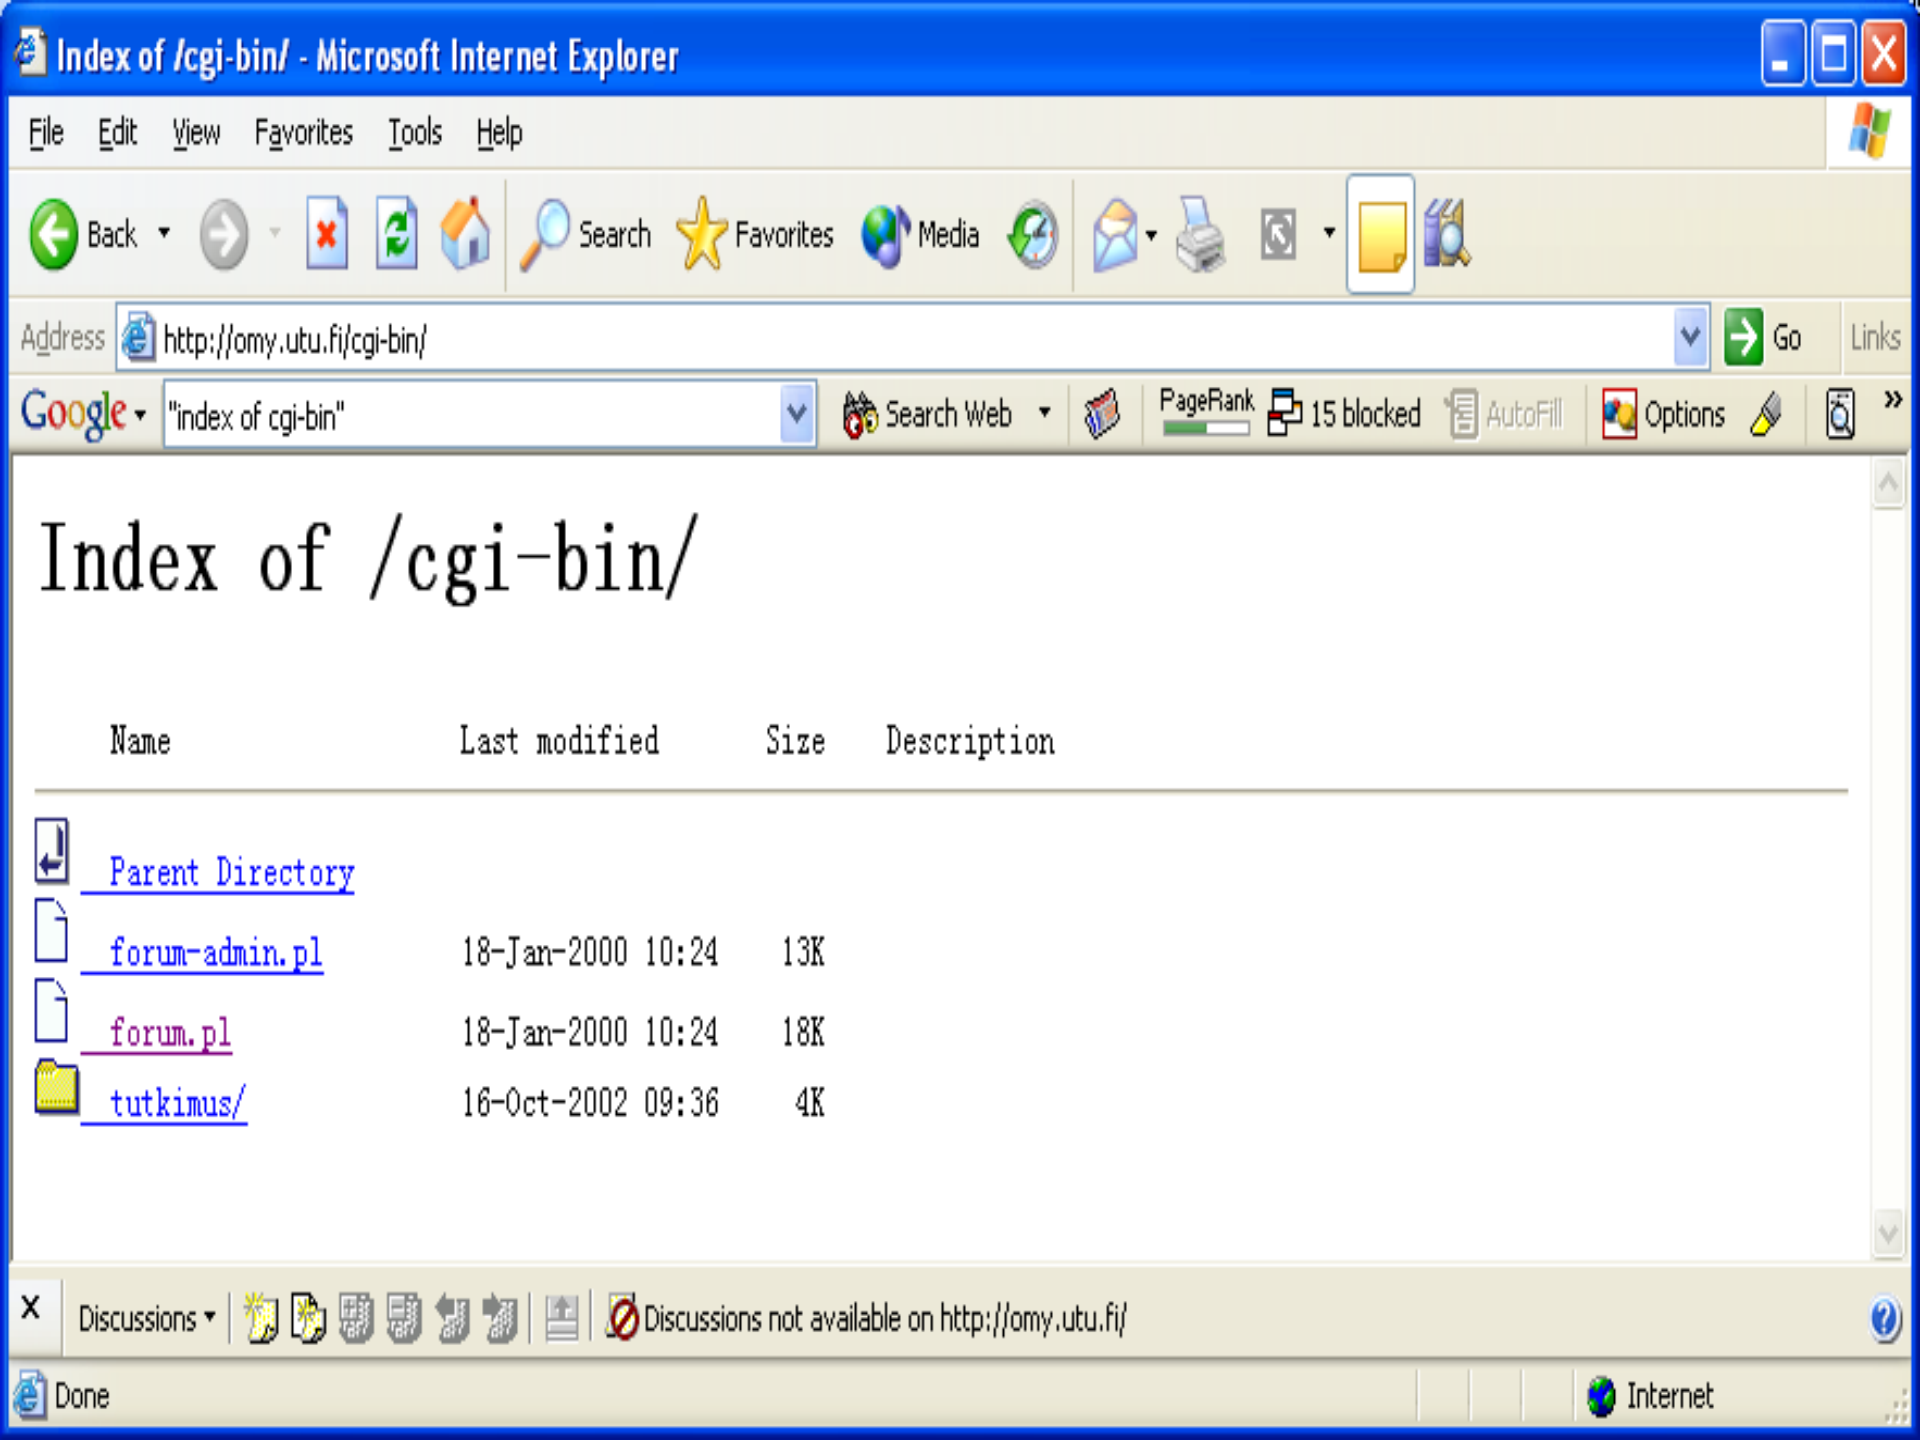 Index of /cgi-bin/ - Microsoft Internet Explorer
File Edit View Favorites Tools Help
Back Search Favorites Media
Address http://omy.utu.fi/cgi-bin/ Go Links
Google "index of cgi-bin" Search Web PageRank 15 blocked AutoFill Options »
Index of /cgi-bin/
Name Last modified Size Description
Parent Directory
forum-admin.pl 18-Jan-2000 10:24 13K
forum.pl 18-Jan-2000 10:24 18K
tutkimus/ 16-Oct-2002 09:36 4K
X Discussions Discussions not available on http://omy.utu.fi/
Done Internet